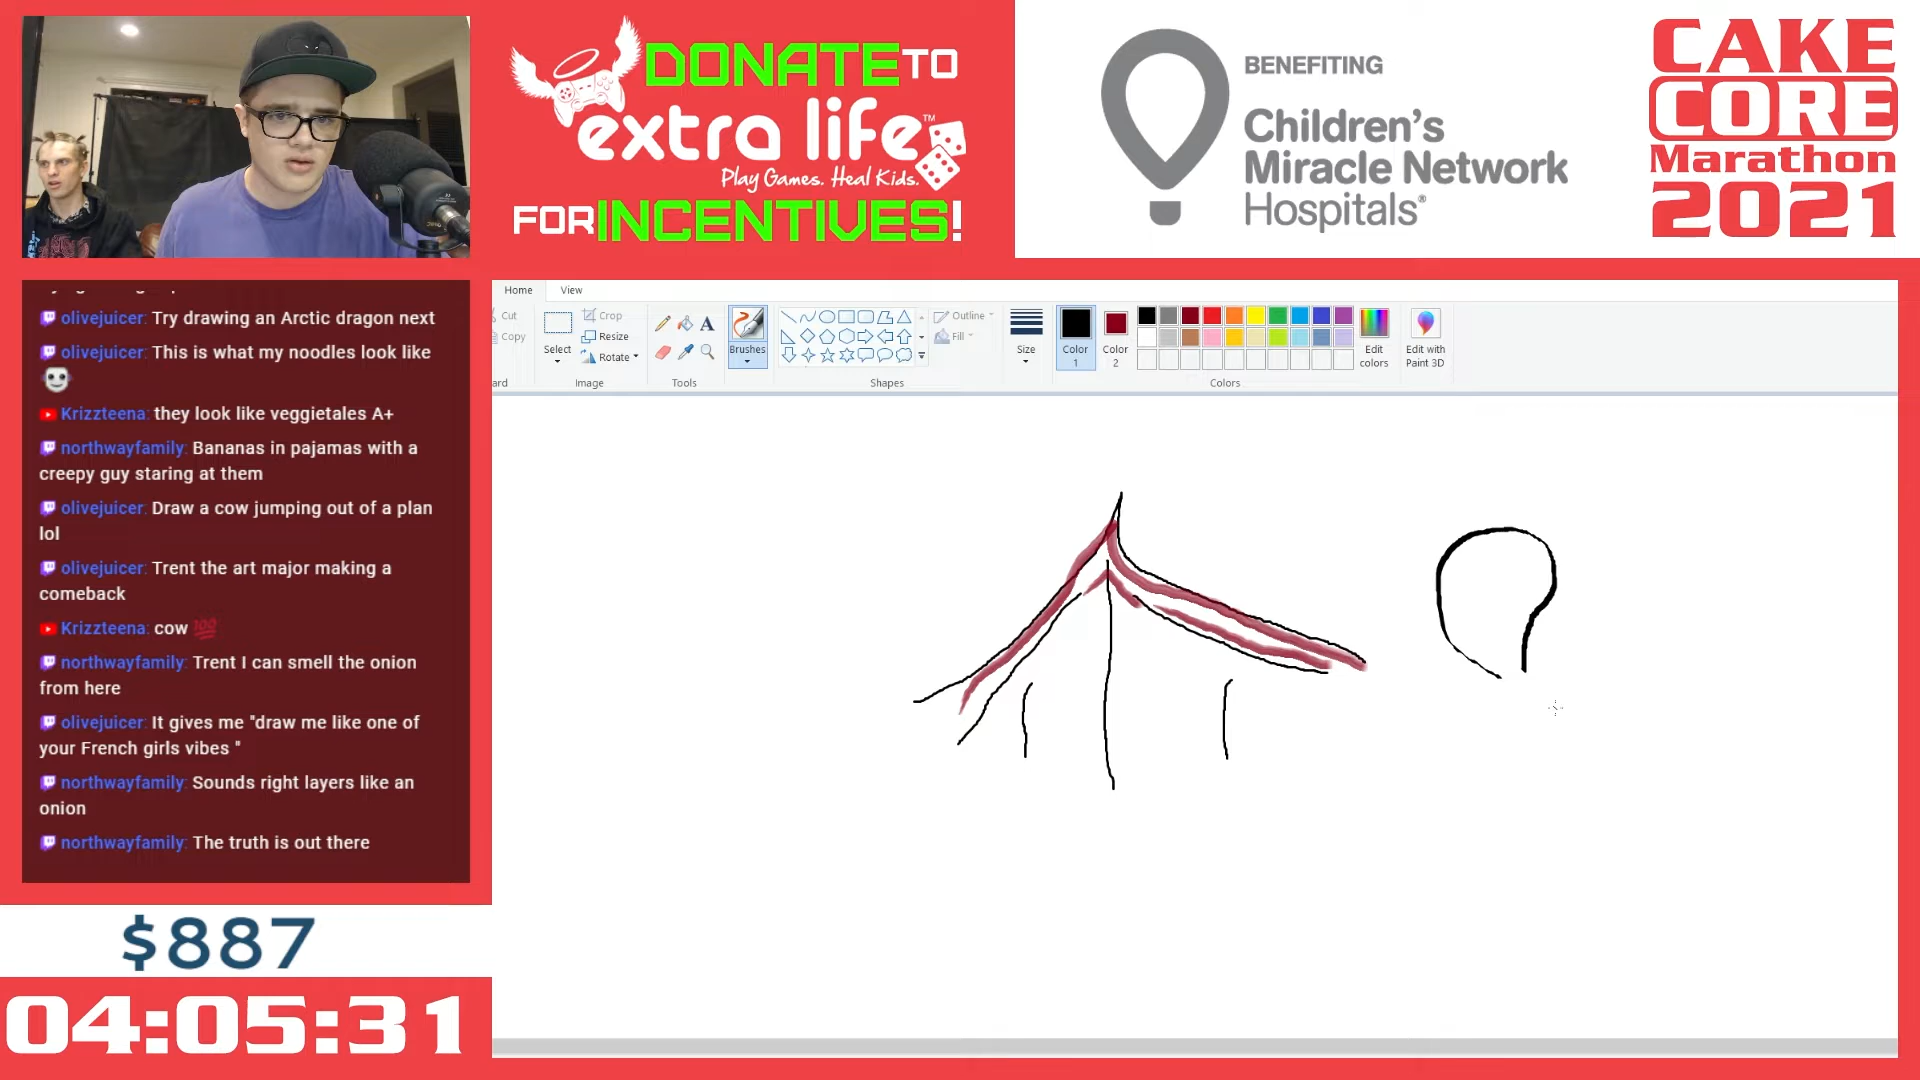 DONATE TO
extra life™
Play Games. Heal Kids.
FOR INCENTIVES!
BENEFITING
Children's
Miracle Network
Hospitals®
CAKE
CORE
Marathon
2021
olivejuicer: Try drawing an Arctic dragon next
olivejuicer: This is what my noodles look like
Krizzteena: they look like veggietales A+
northwayfamily: Bananas in pajamas with a
creepy guy staring at them
olivejuicer: Draw a cow jumping out of a plan
lol
olivejuicer: Trent the art major making a
comeback
Krizzteena: cow 💯
northwayfamily: Trent I can smell the onion
from here
olivejuicer: It gives me "draw me like one of
your French girls vibes "
northwayfamily: Sounds right layers like an
onion
northwayfamily: The truth is out there
$887
04:05:31
Home View
Cut
Copy
ard
Select
Crop
Resize
Rotate
Image
A
Tools
Brushes
Outline
Fill
Shapes
Size
Color
1
Color
2
Edit
colors
Colors
Edit with
Paint 3D